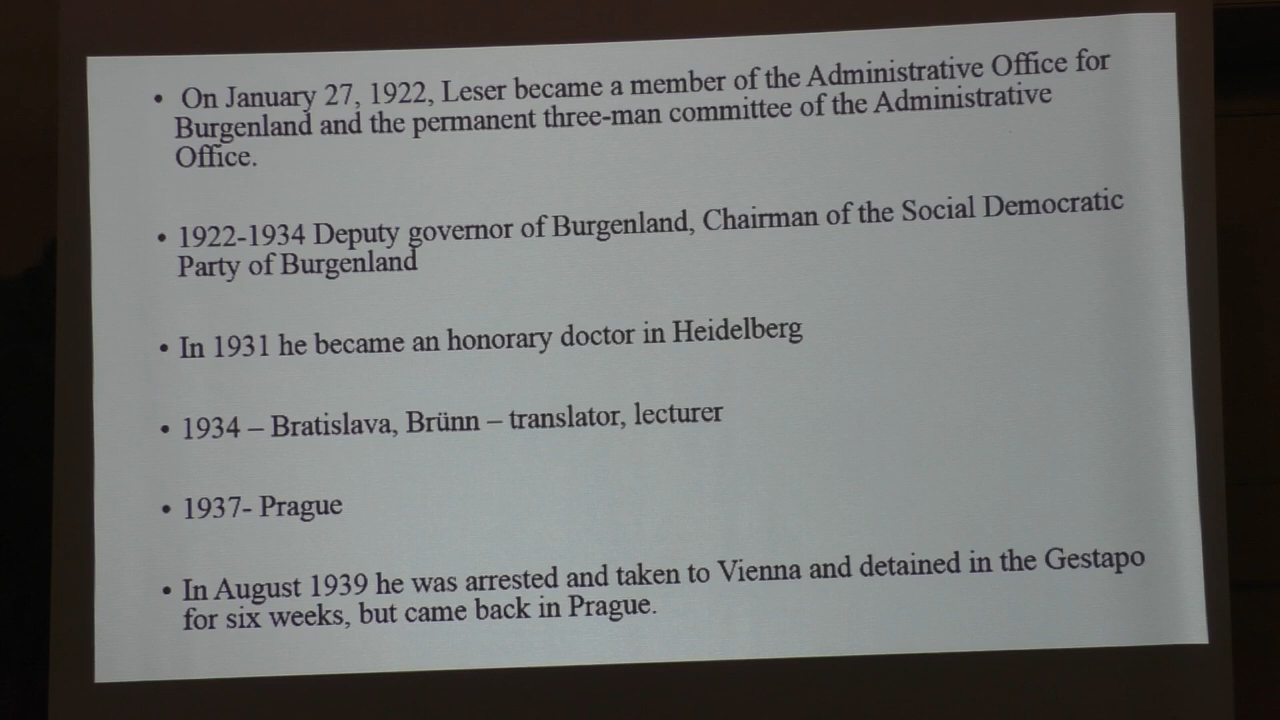 • On January 27, 1922, Leser became a member of the Administrative Office for
Burgenland and the permanent three-man committee of the Administrative
Office.
• 1922-1934 Deputy governor of Burgenland, Chairman of the Social Democratic
Party of Burgenland
• In 1931 he became an honorary doctor in Heidelberg
• 1934 – Bratislava, Brünn – translator, lecturer
• 1937- Prague
• In August 1939 he was arrested and taken to Vienna and detained in the Gestapo
for six weeks, but came back in Prague.